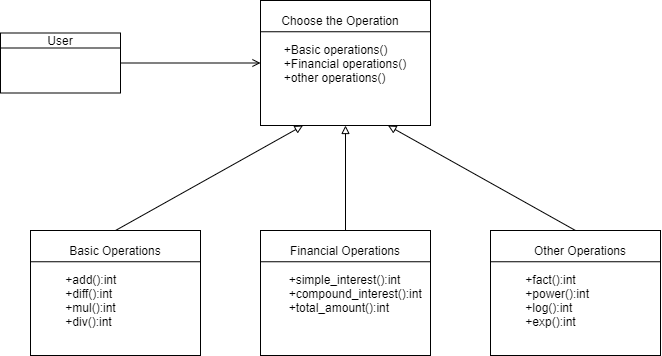 Choose the Operation
User
+Basic operations()
+Financial operations()
+other operations()
Basic Operations
+add():int
+diff():int
+mul():int
+div():int
Financial Operations
+simple_interest():int
+compound_interest():int
+total_amount():int
Other Operations
+fact():int
+power():int
+log():int
+exp():int